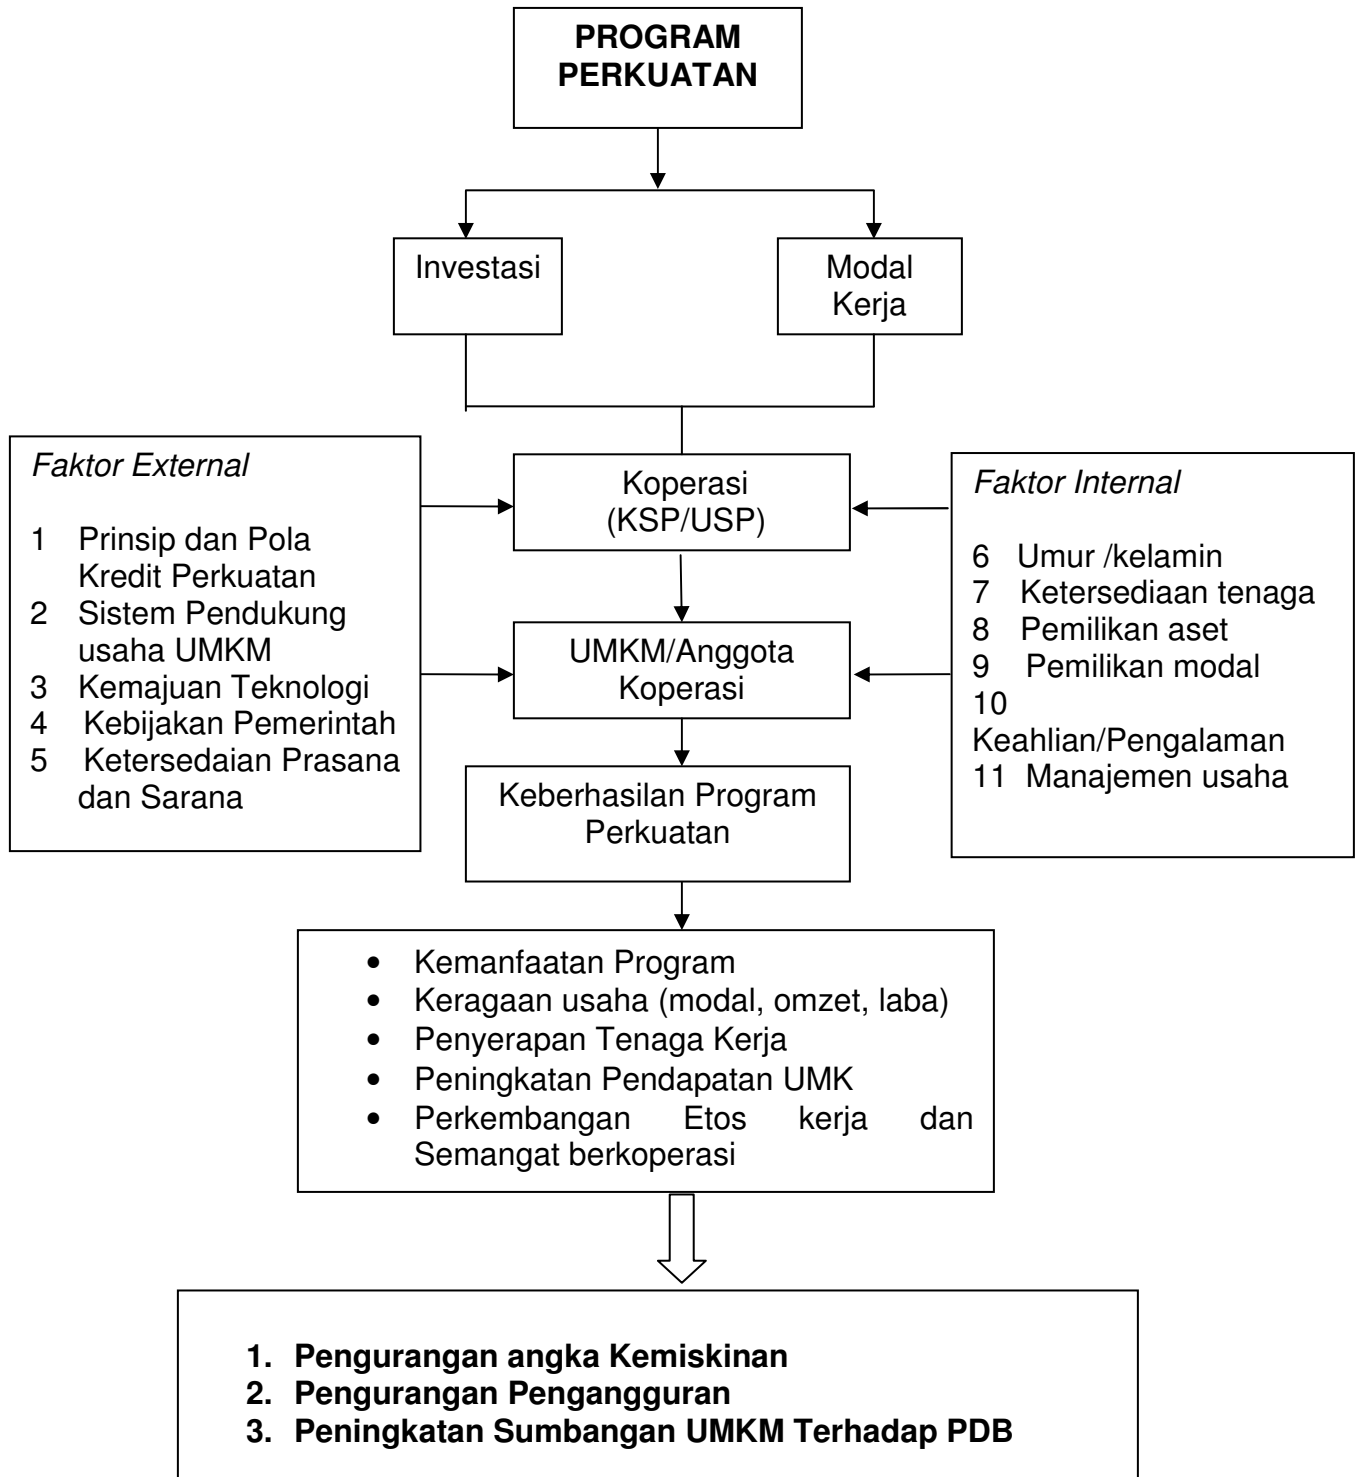 PROGRAM
PERKUATAN
Investasi
Modal
Kerja
Faktor External
1 Prinsip dan Pola
Kredit Perkuatan
2 Sistem Pendukung
usaha UMKM
3 Kemajuan Teknologi
4 Kebijakan Pemerintah
5 Ketersedaian Prasana
dan Sarana
Koperasi
(KSP/USP)
UMKM/Anggota
Koperasi
Keberhasilan Program
Perkuatan
Faktor Internal
6 Umur /kelamin
7 Ketersediaan tenaga
8 Pemilikan aset
9 Pemilikan modal
10
Keahlian/Pengalaman
11 Manajemen usaha
• Kemanfaatan Program
• Keragaan usaha (modal, omzet, laba)
• Penyerapan Tenaga Kerja
• Peningkatan Pendapatan UMK
• Perkembangan Etos kerja dan
Semangat berkoperasi
1. Pengurangan angka Kemiskinan
2. Pengurangan Pengangguran
3. Peningkatan Sumbangan UMKM Terhadap PDB